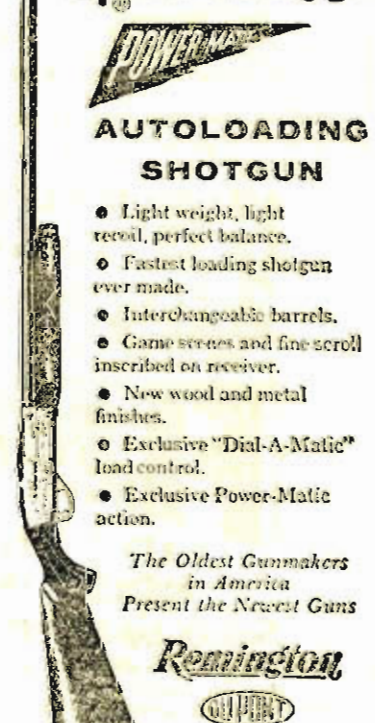 POWER-MATIC
AUTOLOADING
SHOTGUN
• Light weight, light
recoil, perfect balance.
• Fastest loading shotgun
ever made.
• Interchangeable barrels.
• Game scenes and fine scroll
inscribed on receiver.
• New wood and metal
finishes.
• Exclusive "Dial-A-Matic"
load control.
• Exclusive Power-Matic
action.
The Oldest Gunmakers
in America
Present the Newest Guns
Remington
DU PONT